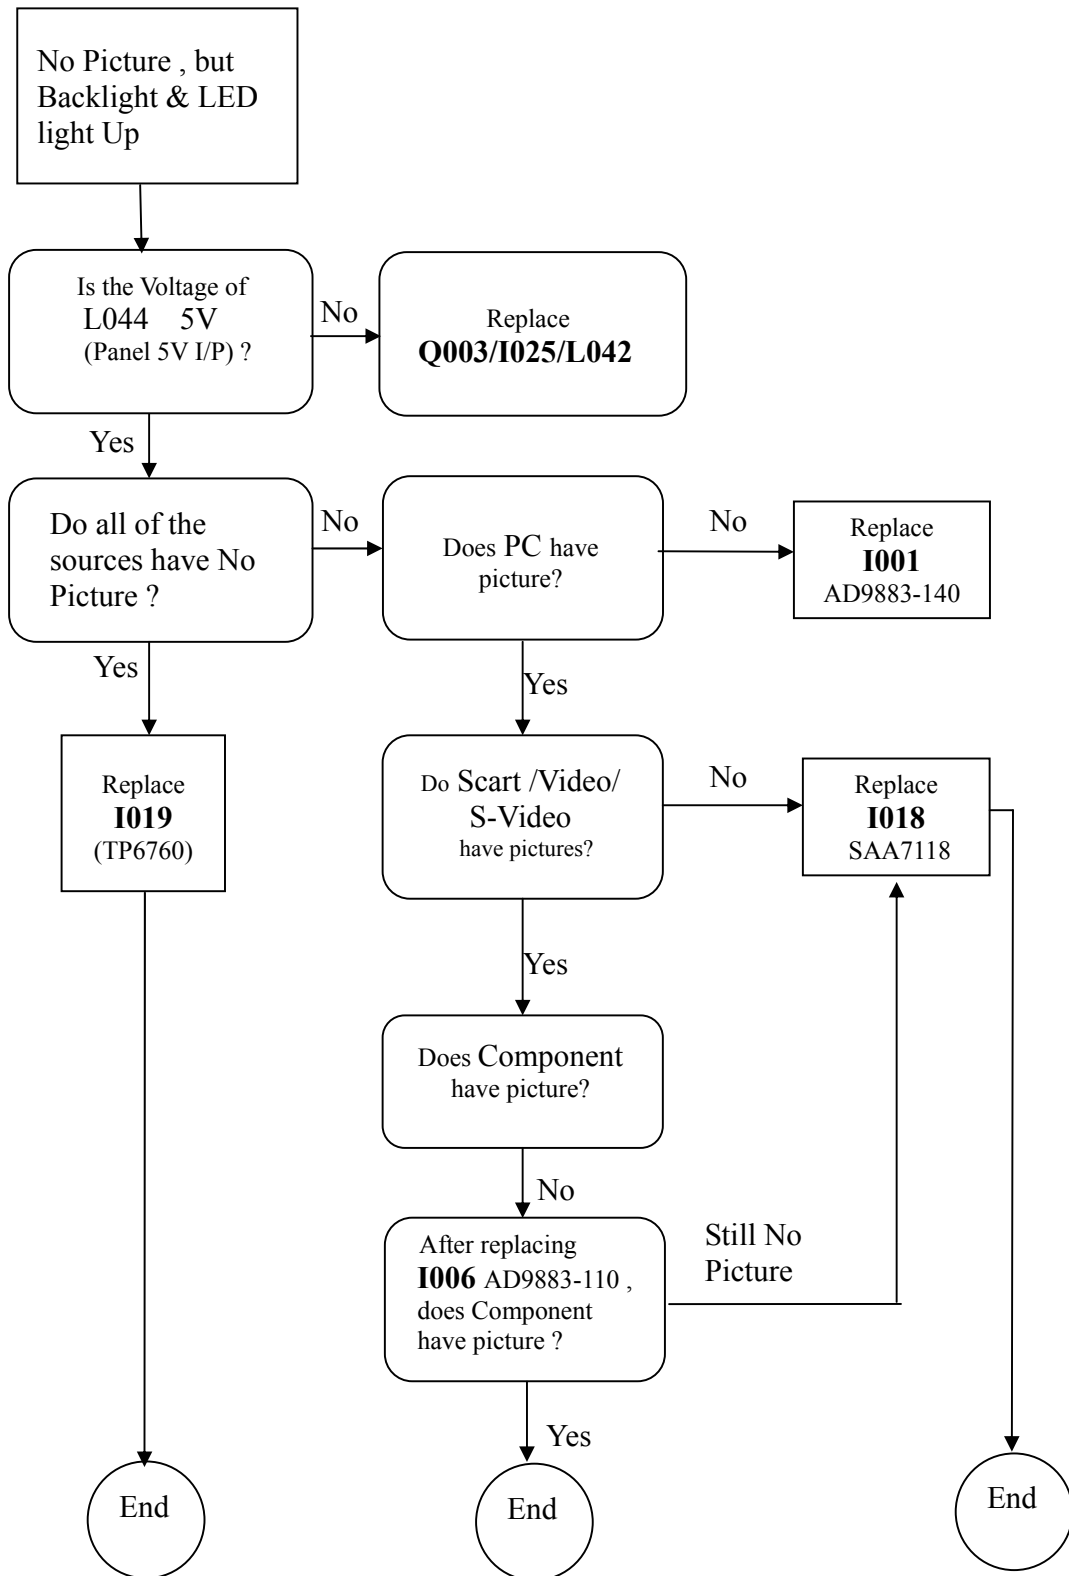 No Picture , but
Backlight & LED
light Up
Is the Voltage of
L044 5V
(Panel 5V I/P) ?
No
Replace
Q003/I025/L042
Yes
Do all of the
sources have No
Picture ?
No
Does PC have
picture?
No
Replace
I001
AD9883-140
Yes
Yes
Replace
I019
(TP6760)
Do Scart /Video/
S-Video
have pictures?
No
Replace
I018
SAA7118
Yes
Does Component
have picture?
No
After replacing
I006 AD9883-110 ,
does Component
have picture ?
Still No
Picture
Yes
End
End
End